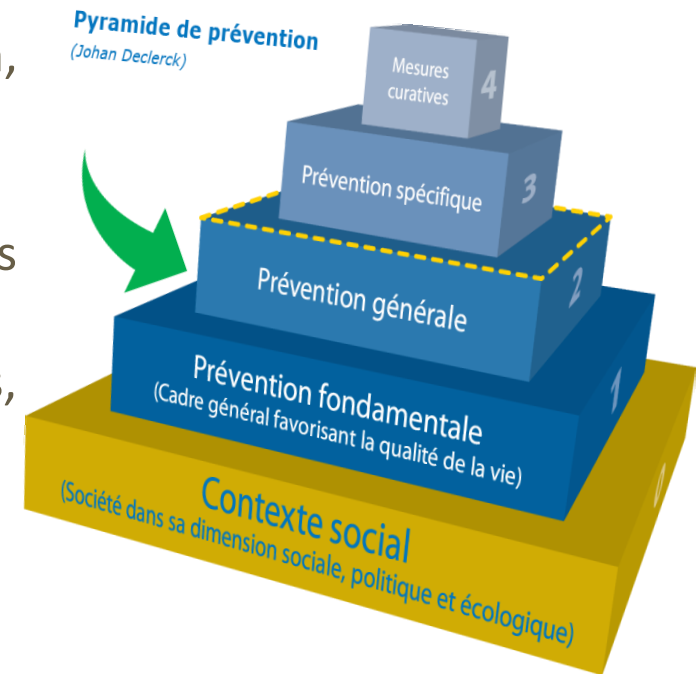 Pyramide de prévention
(Johan Declerck)
,
s
,
Mesures
curatives
4
Prévention spécifique
3
Prévention générale
2
Prévention fondamentale
(Cadre général favorisant la qualité de la vie)
1
Contexte social
(Société dans sa dimension sociale, politique et écologique)
0